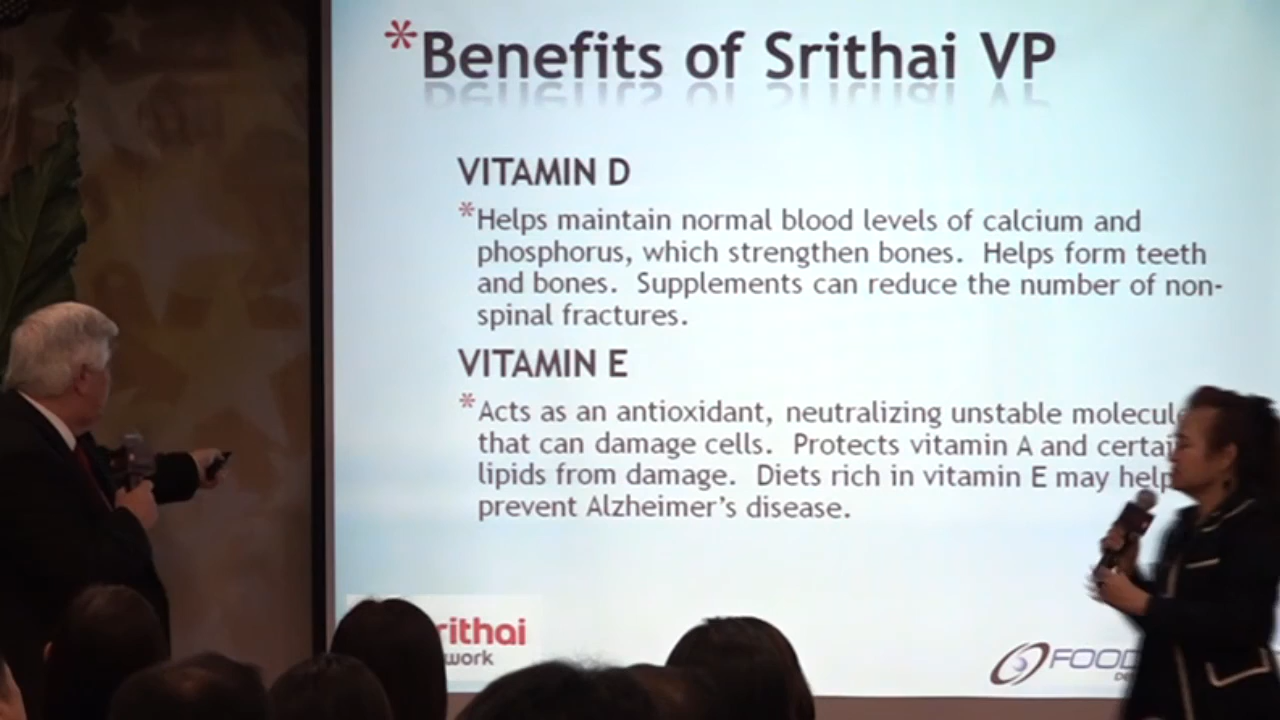 *Benefits of Srithai VP
VITAMIN D
*Helps maintain normal blood levels of calcium and
phosphorus, which strengthen bones. Helps form teeth
and bones. Supplements can reduce the number of non-
spinal fractures.
VITAMIN E
*Acts as an antioxidant, neutralizing unstable molecul
that can damage cells. Protects vitamin A and certai
lipids from damage. Diets rich in vitamin E may help
prevent Alzheimer's disease.
rithai
work
FOOD